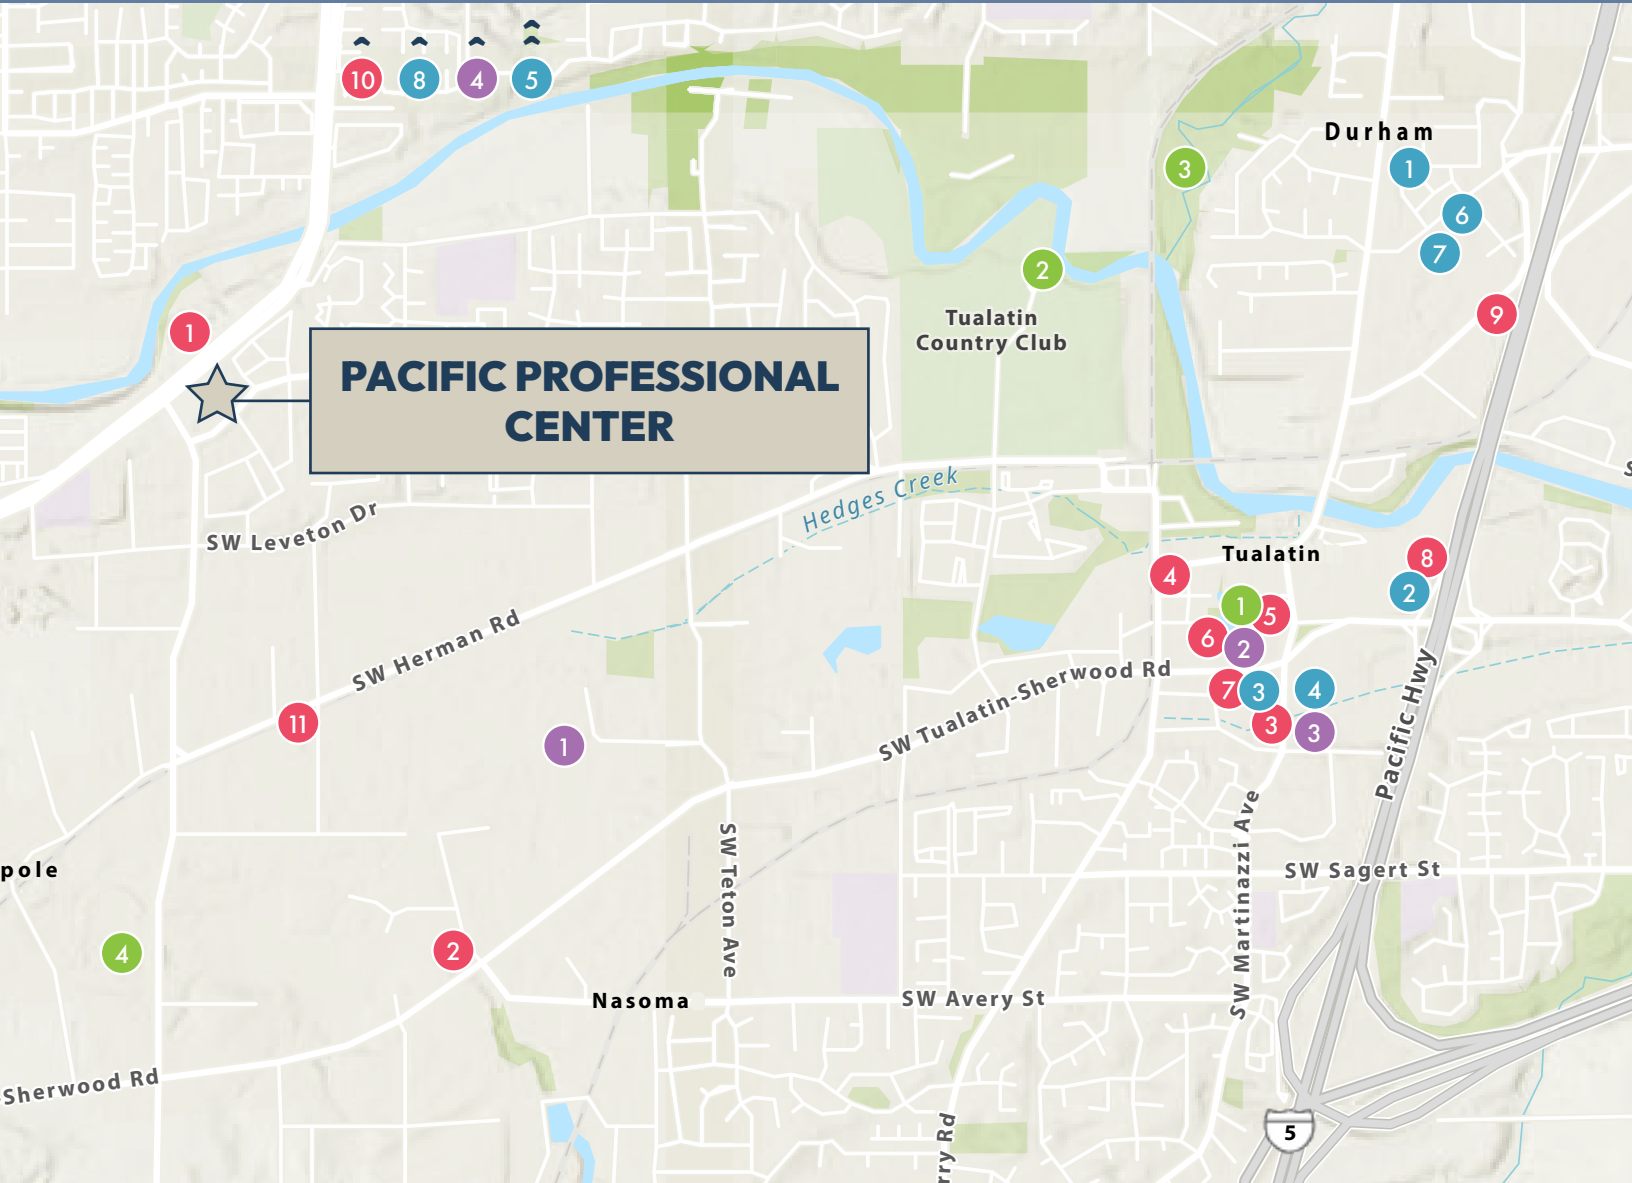 10 8 4 5
Durham
3
1
6
7
2
9
Tualatin
Country Club
1
PACIFIC PROFESSIONAL
CENTER
Hedges Creek
SW Leveton Dr
Tualatin
8
4
2
1 5
6 2
SW Herman Rd
SW Tualatin-Sherwood Rd
7 3 4
3 3
11
1
Pacific Hwy
SW Teton Ave
SW Martinazzi Ave
pole
SW Sagert St
4
2
Nasoma
SW Avery St
-Sherwood Rd
rry Rd
5